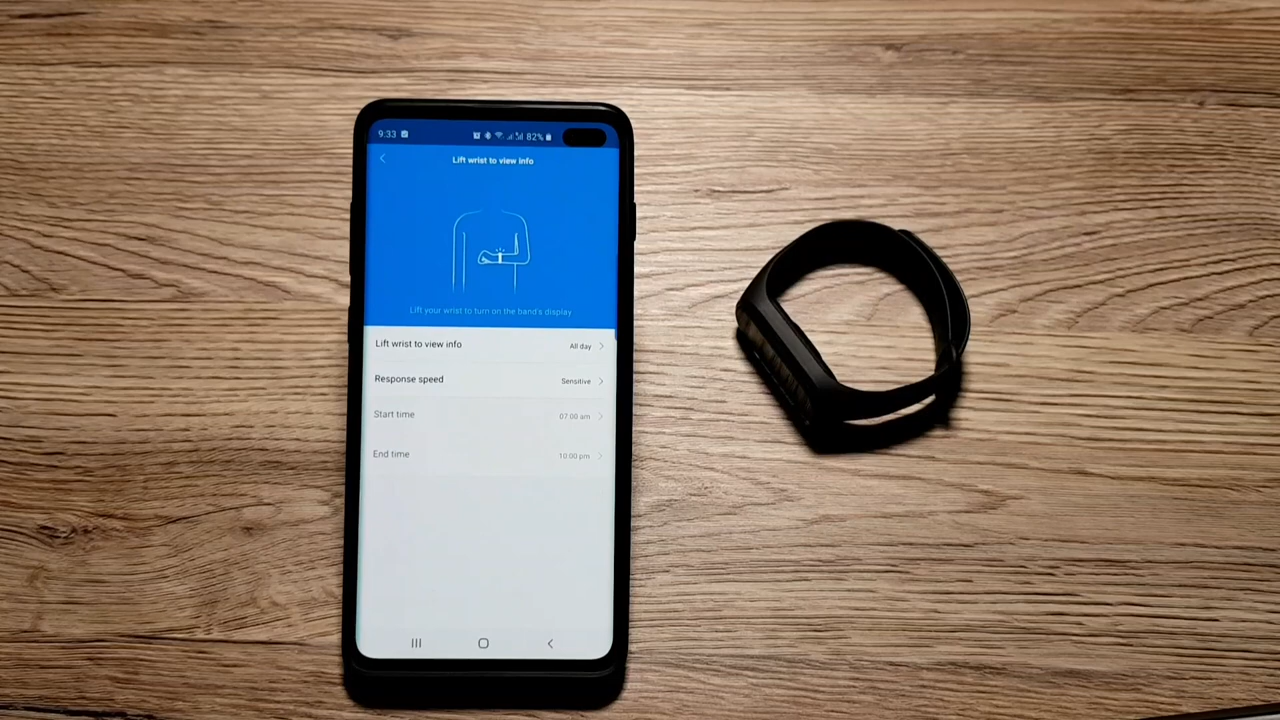 9:33 82%
Lift wrist to view info
Lift your wrist to turn on the band's display
Lift wrist to view info All day
Response speed Sensitive
Start time 07:00 am
End time 10:00 pm